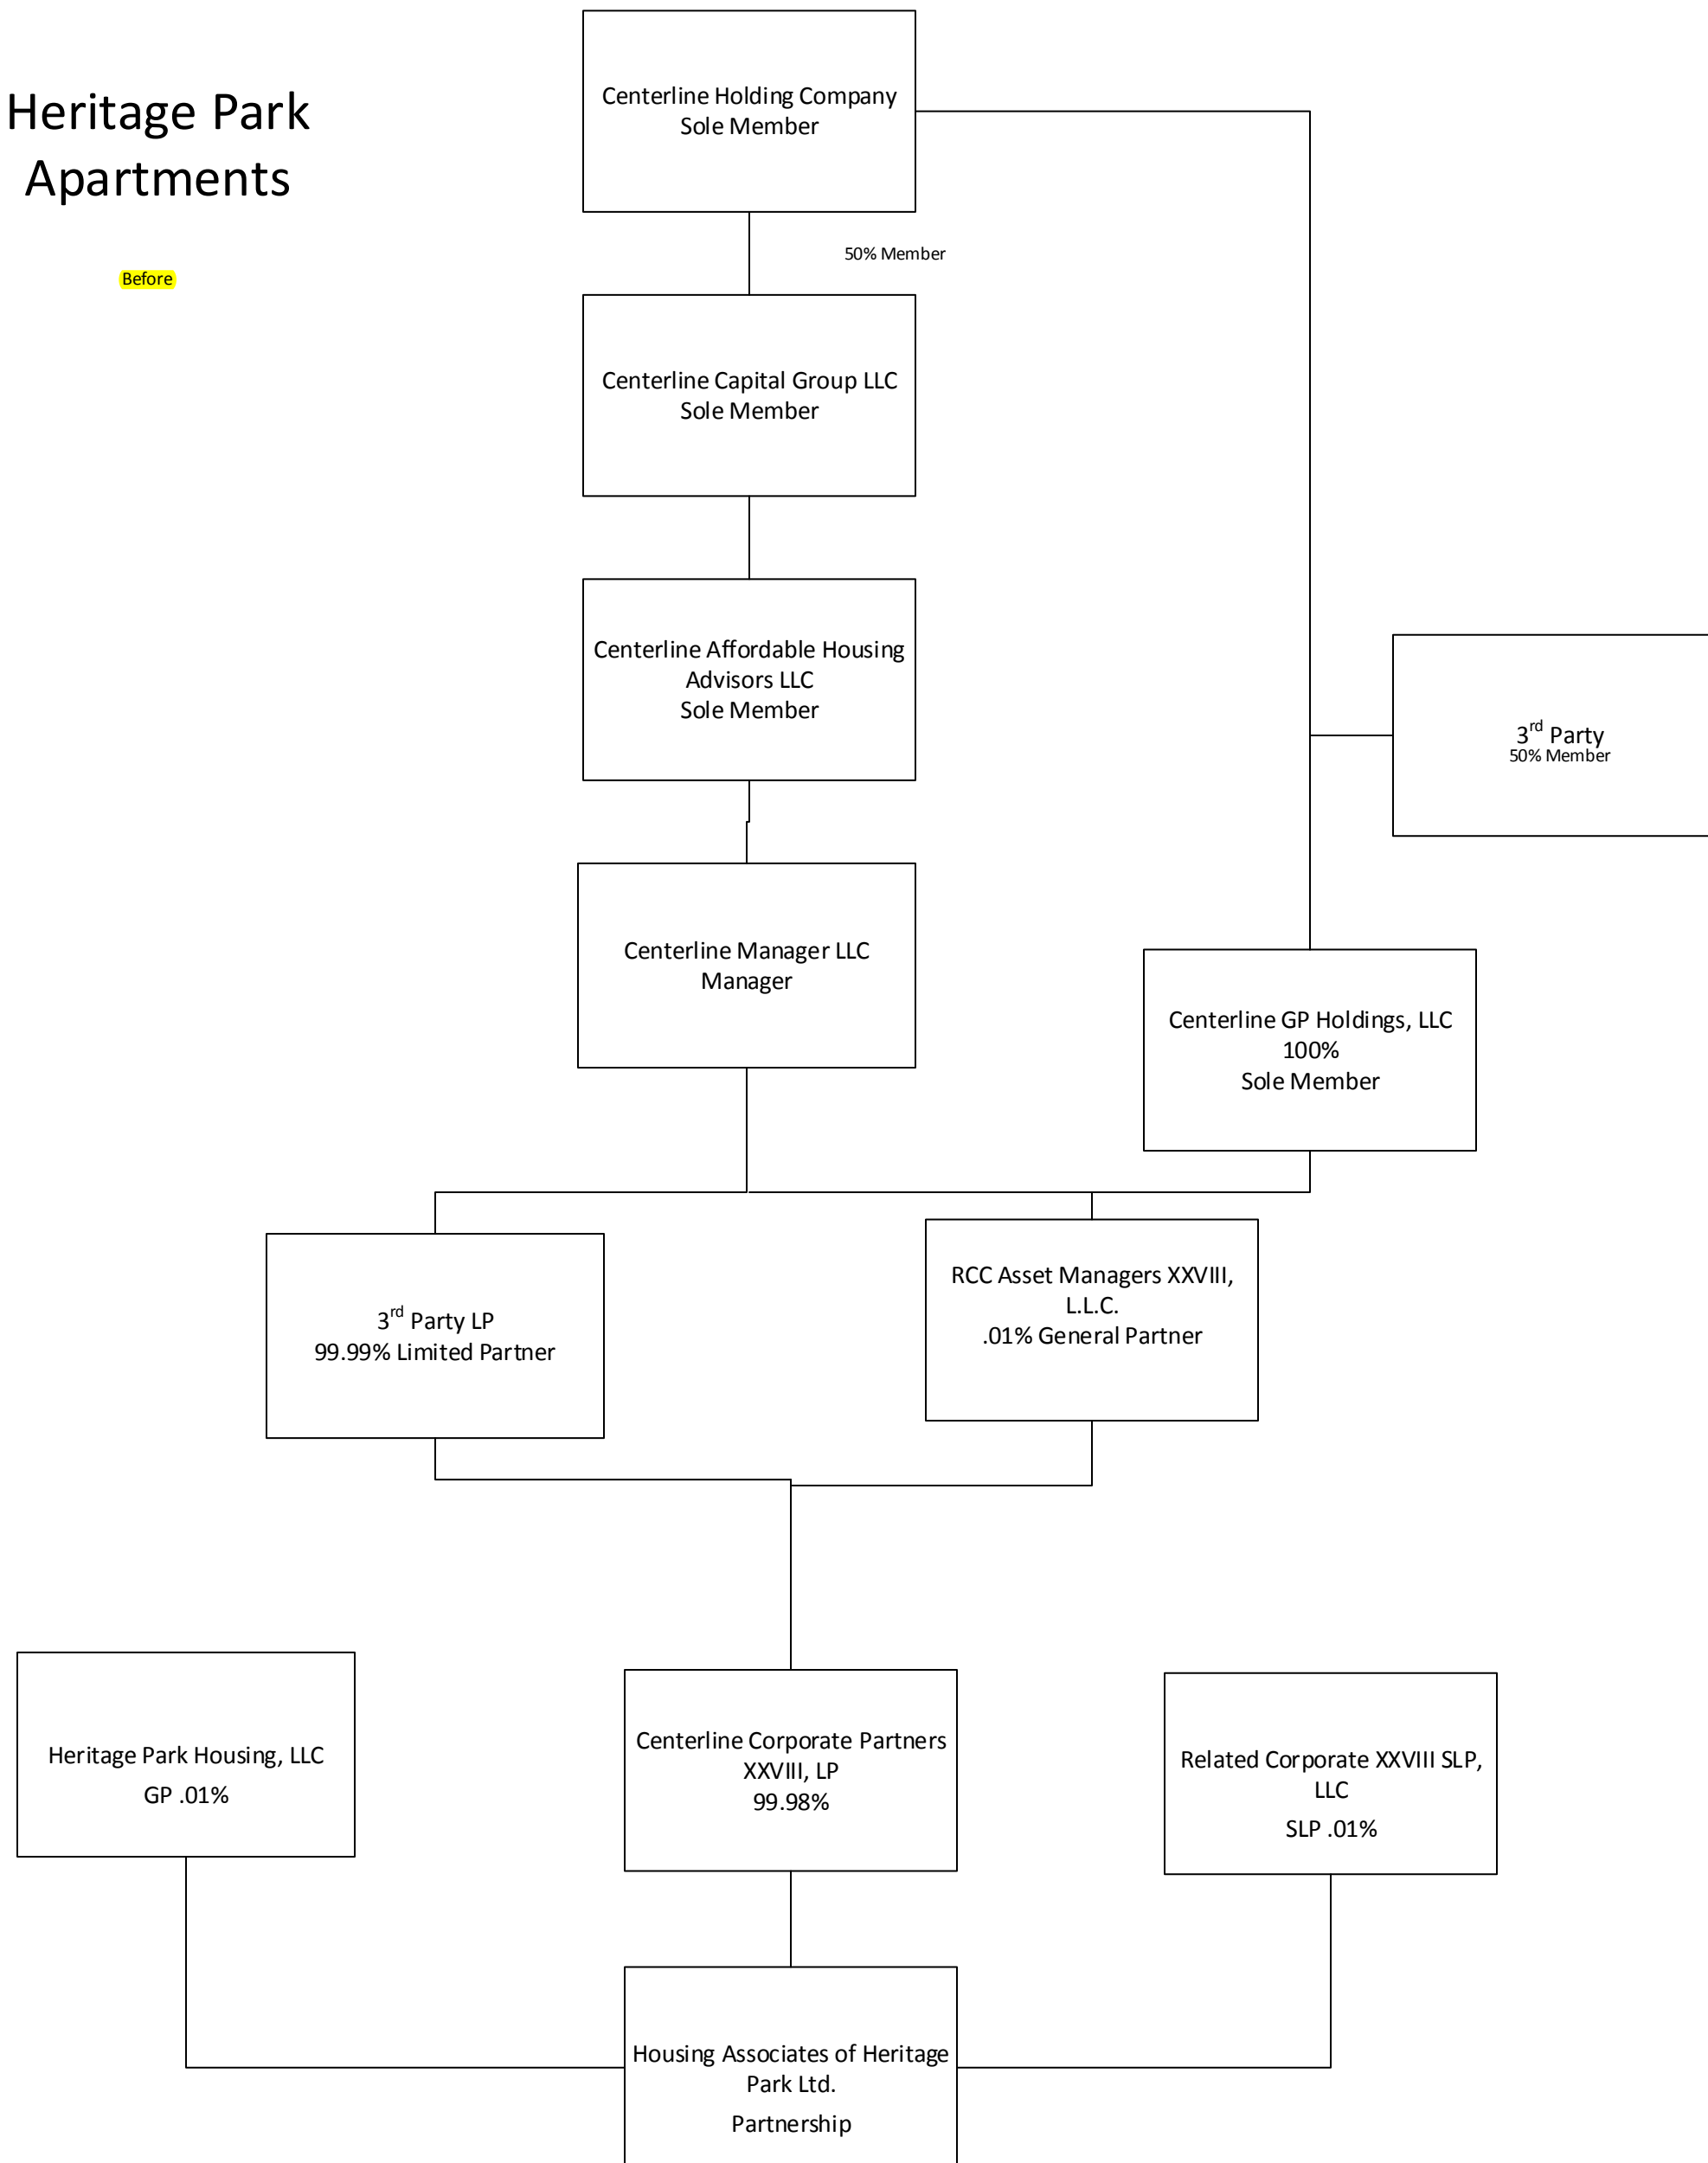 Heritage Park
Apartments
Before
Centerline Holding Company
Sole Member
50% Member
Centerline Capital Group LLC
Sole Member
Centerline Affordable Housing
Advisors LLC
Sole Member
3rd Party
50% Member
Centerline Manager LLC
Manager
Centerline GP Holdings, LLC
100%
Sole Member
3rd Party LP
99.99% Limited Partner
RCC Asset Managers XXVIII,
L.L.C.
.01% General Partner
Heritage Park Housing, LLC
GP .01%
Centerline Corporate Partners
XXVIII, LP
99.98%
Related Corporate XXVIII SLP,
LLC
SLP .01%
Housing Associates of Heritage
Park Ltd.
Partnership